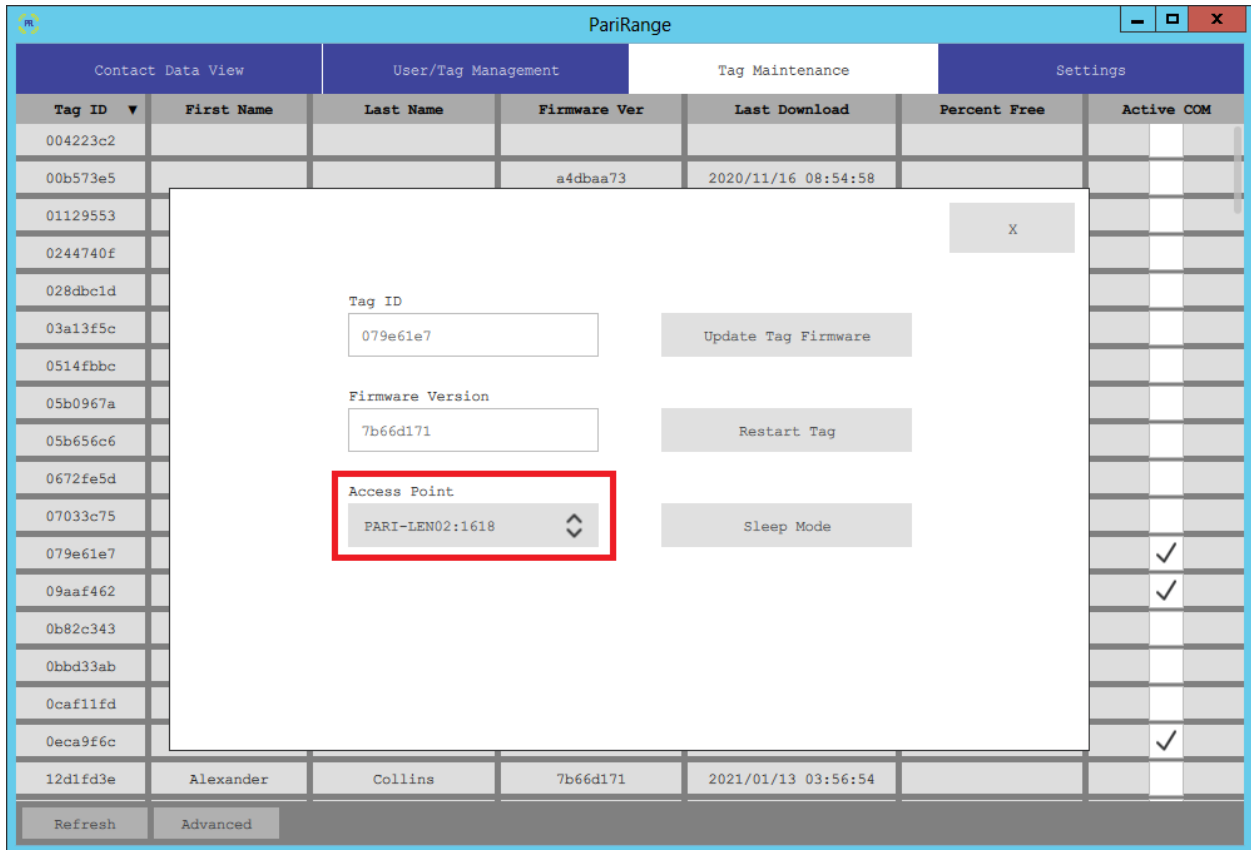 PR
PariRange
X
Contact Data View User/Tag Management Tag Maintenance Settings
Tag ID ▼ First Name Last Name Firmware Ver Last Download Percent Free Active COM
004223c2
00b573e5 a4dbaa73 2020/11/16 08:54:58
01129553
0244740f
028dbc1d
03a13f5c
0514fbbc
05b0967a
05b656c6
0672fe5d
07033c75
079e61e7
09aaf462
0b82c343
0bbd33ab
0caf11fd
0eca9f6c
12d1fd3e Alexander Collins 7b66d171 2021/01/13 03:56:54
X
Tag ID
079e61e7 Update Tag Firmware
Firmware Version
7b66d171 Restart Tag
Access Point
PARI-LEN02:1618 Sleep Mode
Refresh Advanced